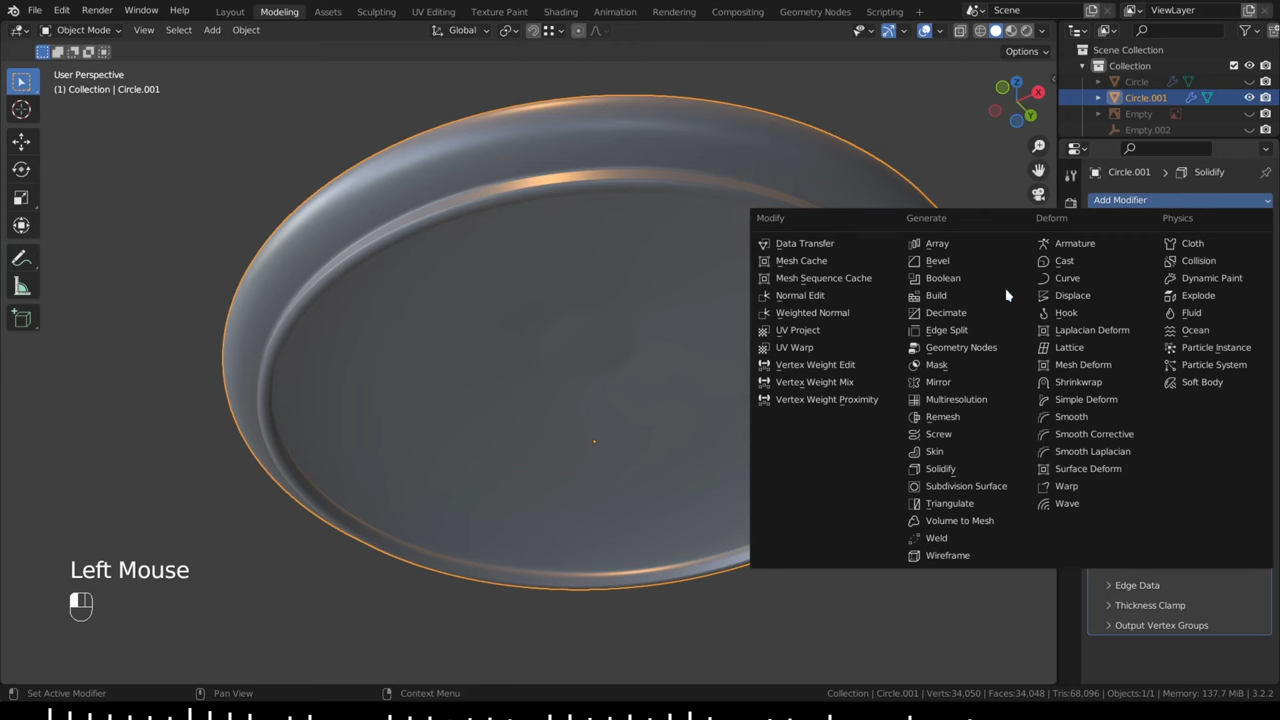 File Edit Render Window Help Layout Modeling Assets Sculpting UV Editing Texture Paint Shading Animation Rendering Compositing Geometry Nodes Scripting + Scene ViewLayer
Object Mode View Select Add Object Global
Options
User Perspective
(1) Collection | Circle.001
Z
X
Y
Scene Collection
Collection
Circle
Circle.001
Empty
Empty.002
Circle.001 > Solidify
Add Modifier
Modify Generate Deform Physics
Data Transfer Array Armature Cloth
Mesh Cache Bevel Cast Collision
Mesh Sequence Cache Boolean Curve Dynamic Paint
Normal Edit Build Displace Explode
Weighted Normal Decimate Hook Fluid
UV Project Edge Split Laplacian Deform Ocean
UV Warp Geometry Nodes Lattice Particle Instance
Vertex Weight Edit Mask Mesh Deform Particle System
Vertex Weight Mix Mirror Shrinkwrap Soft Body
Vertex Weight Proximity Multiresolution Simple Deform
Remesh Smooth
Screw Smooth Corrective
Skin Smooth Laplacian
Solidify Surface Deform
Subdivision Surface Warp
Triangulate Wave
Volume to Mesh
Weld
Wireframe
Edge Data
Thickness Clamp
Output Vertex Groups
Left Mouse
Set Active Modifier Pan View Context Menu Collection | Circle.001 | Verts:34,050 | Faces:34,048 | Tris:68,096 | Objects:1/1 | Memory: 137.7 MiB | 3.2.2